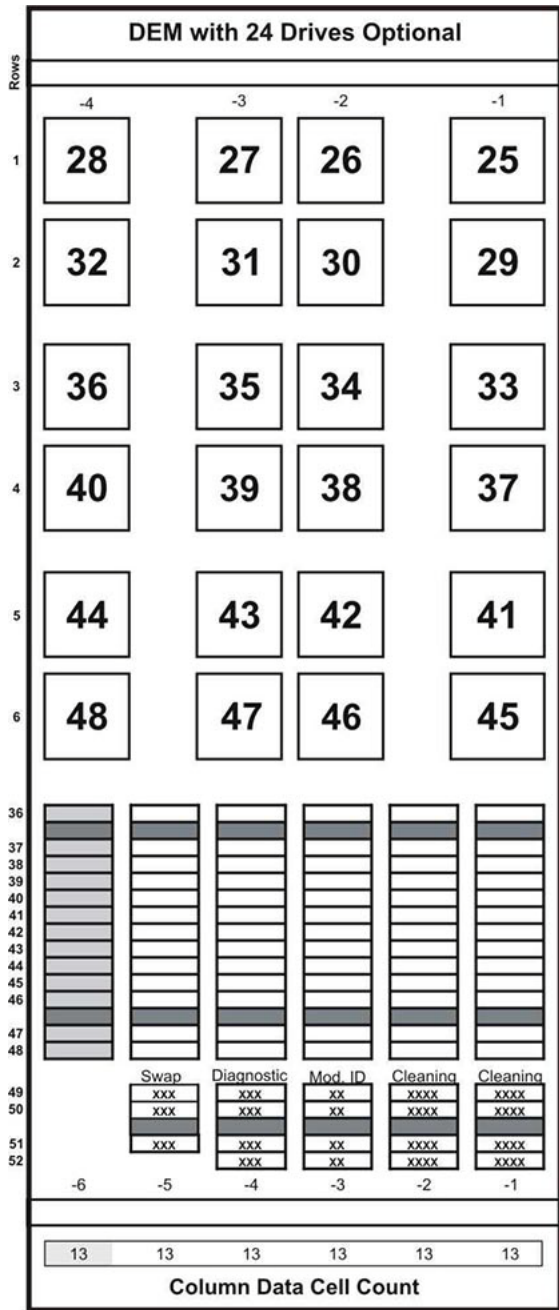 DEM with 24 Drives Optional
Rows
-4 -3 -2 -1
1 28 27 26 25
2 32 31 30 29
3 36 35 34 33
4 40 39 38 37
5 44 43 42 41
6 48 47 46 45
36
37
38
39
40
41
42
43
44
45
46
47
48
Swap Diagnostic Mod. ID Cleaning Cleaning
49 xxx xxx xx xxxx xxxx
50 xxx xxx xx xxxx xxxx
51 xxx xxx xx xxxx xxxx
52 xxx xx xxxx xxxx
-6 -5 -4 -3 -2 -1
13 13 13 13 13 13
Column Data Cell Count